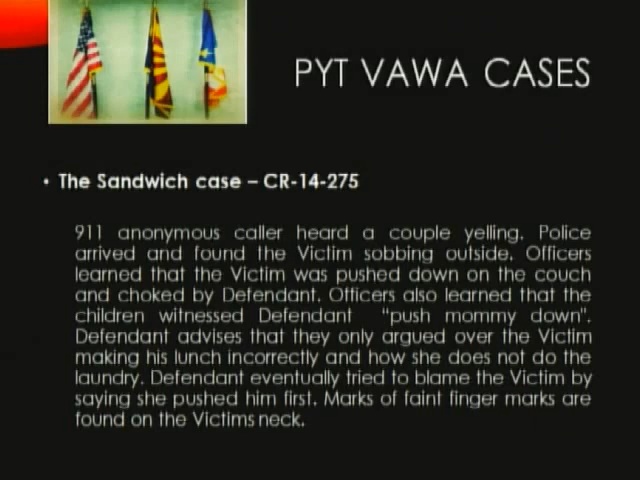 PYT VAWA CASES
• The Sandwich case – CR-14-275
911 anonymous caller heard a couple yelling. Police
arrived and found the Victim sobbing outside. Officers
learned that the Victim was pushed down on the couch
and choked by Defendant. Officers also learned that the
children witnessed Defendant "push mommy down".
Defendant advises that they only argued over the Victim
making his lunch incorrectly and how she does not do the
laundry. Defendant eventually tried to blame the Victim by
saying she pushed him first. Marks of faint finger marks are
found on the Victims neck.